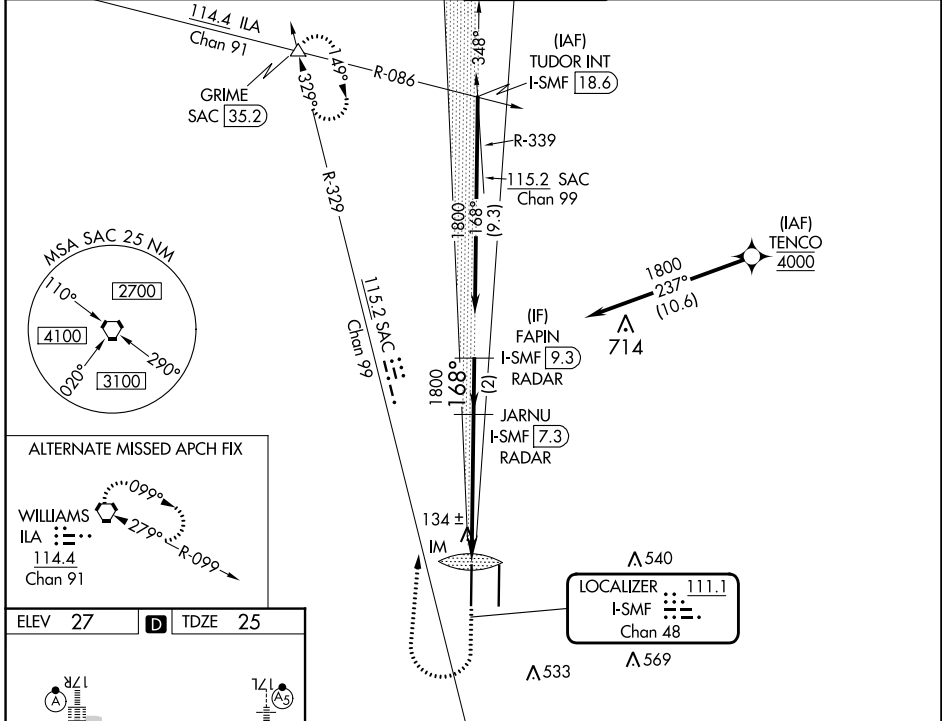 114.4 ILA
Chan 91
GRIME
SAC 35.2
149°
329°
R-086
348°
(IAF)
TUDOR INT
I-SMF 18.6
R-339
115.2 SAC
Chan 99
R-329
1800
168°
(9.3)
(IAF)
TENCO
4000
1800
237°
(10.6)
714
MSA SAC 25 NM
110°
2700
4100
290°
020°
3100
115.2 SAC
Chan 99
(IF)
FAPIN
I-SMF 9.3
RADAR
1800
168°
(2)
JARNU
I-SMF 7.3
RADAR
ALTERNATE MISSED APCH FIX
WILLIAMS
ILA
114.4
Chan 91
099°
279°
R-099
134 ±
IM
540
LOCALIZER 111.1
I-SMF
Chan 48
533
569
ELEV 27 D TDZE 25
17R
A
17L
A5